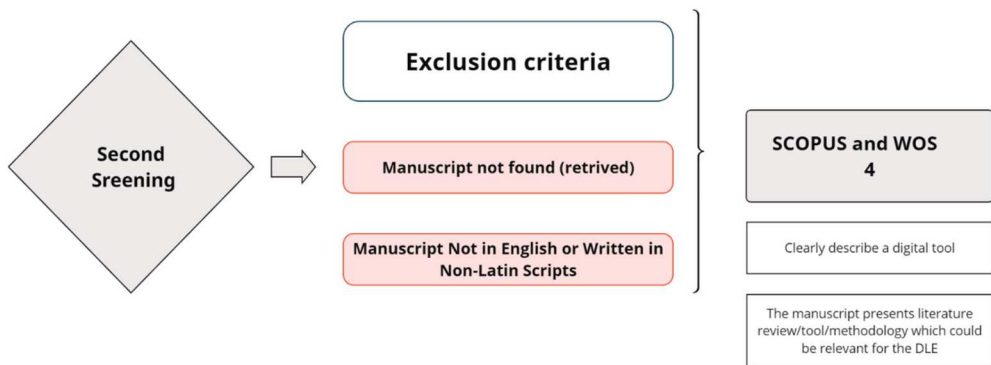 Second
Sreening
Exclusion criteria
Manuscript not found (retrived)
Manuscript Not in English or Written in
Non-Latin Scripts
SCOPUS and WOS
4
Clearly describe a digital tool
The manuscript presents literature
review/tool/methodology which could
be relevant for the DLE